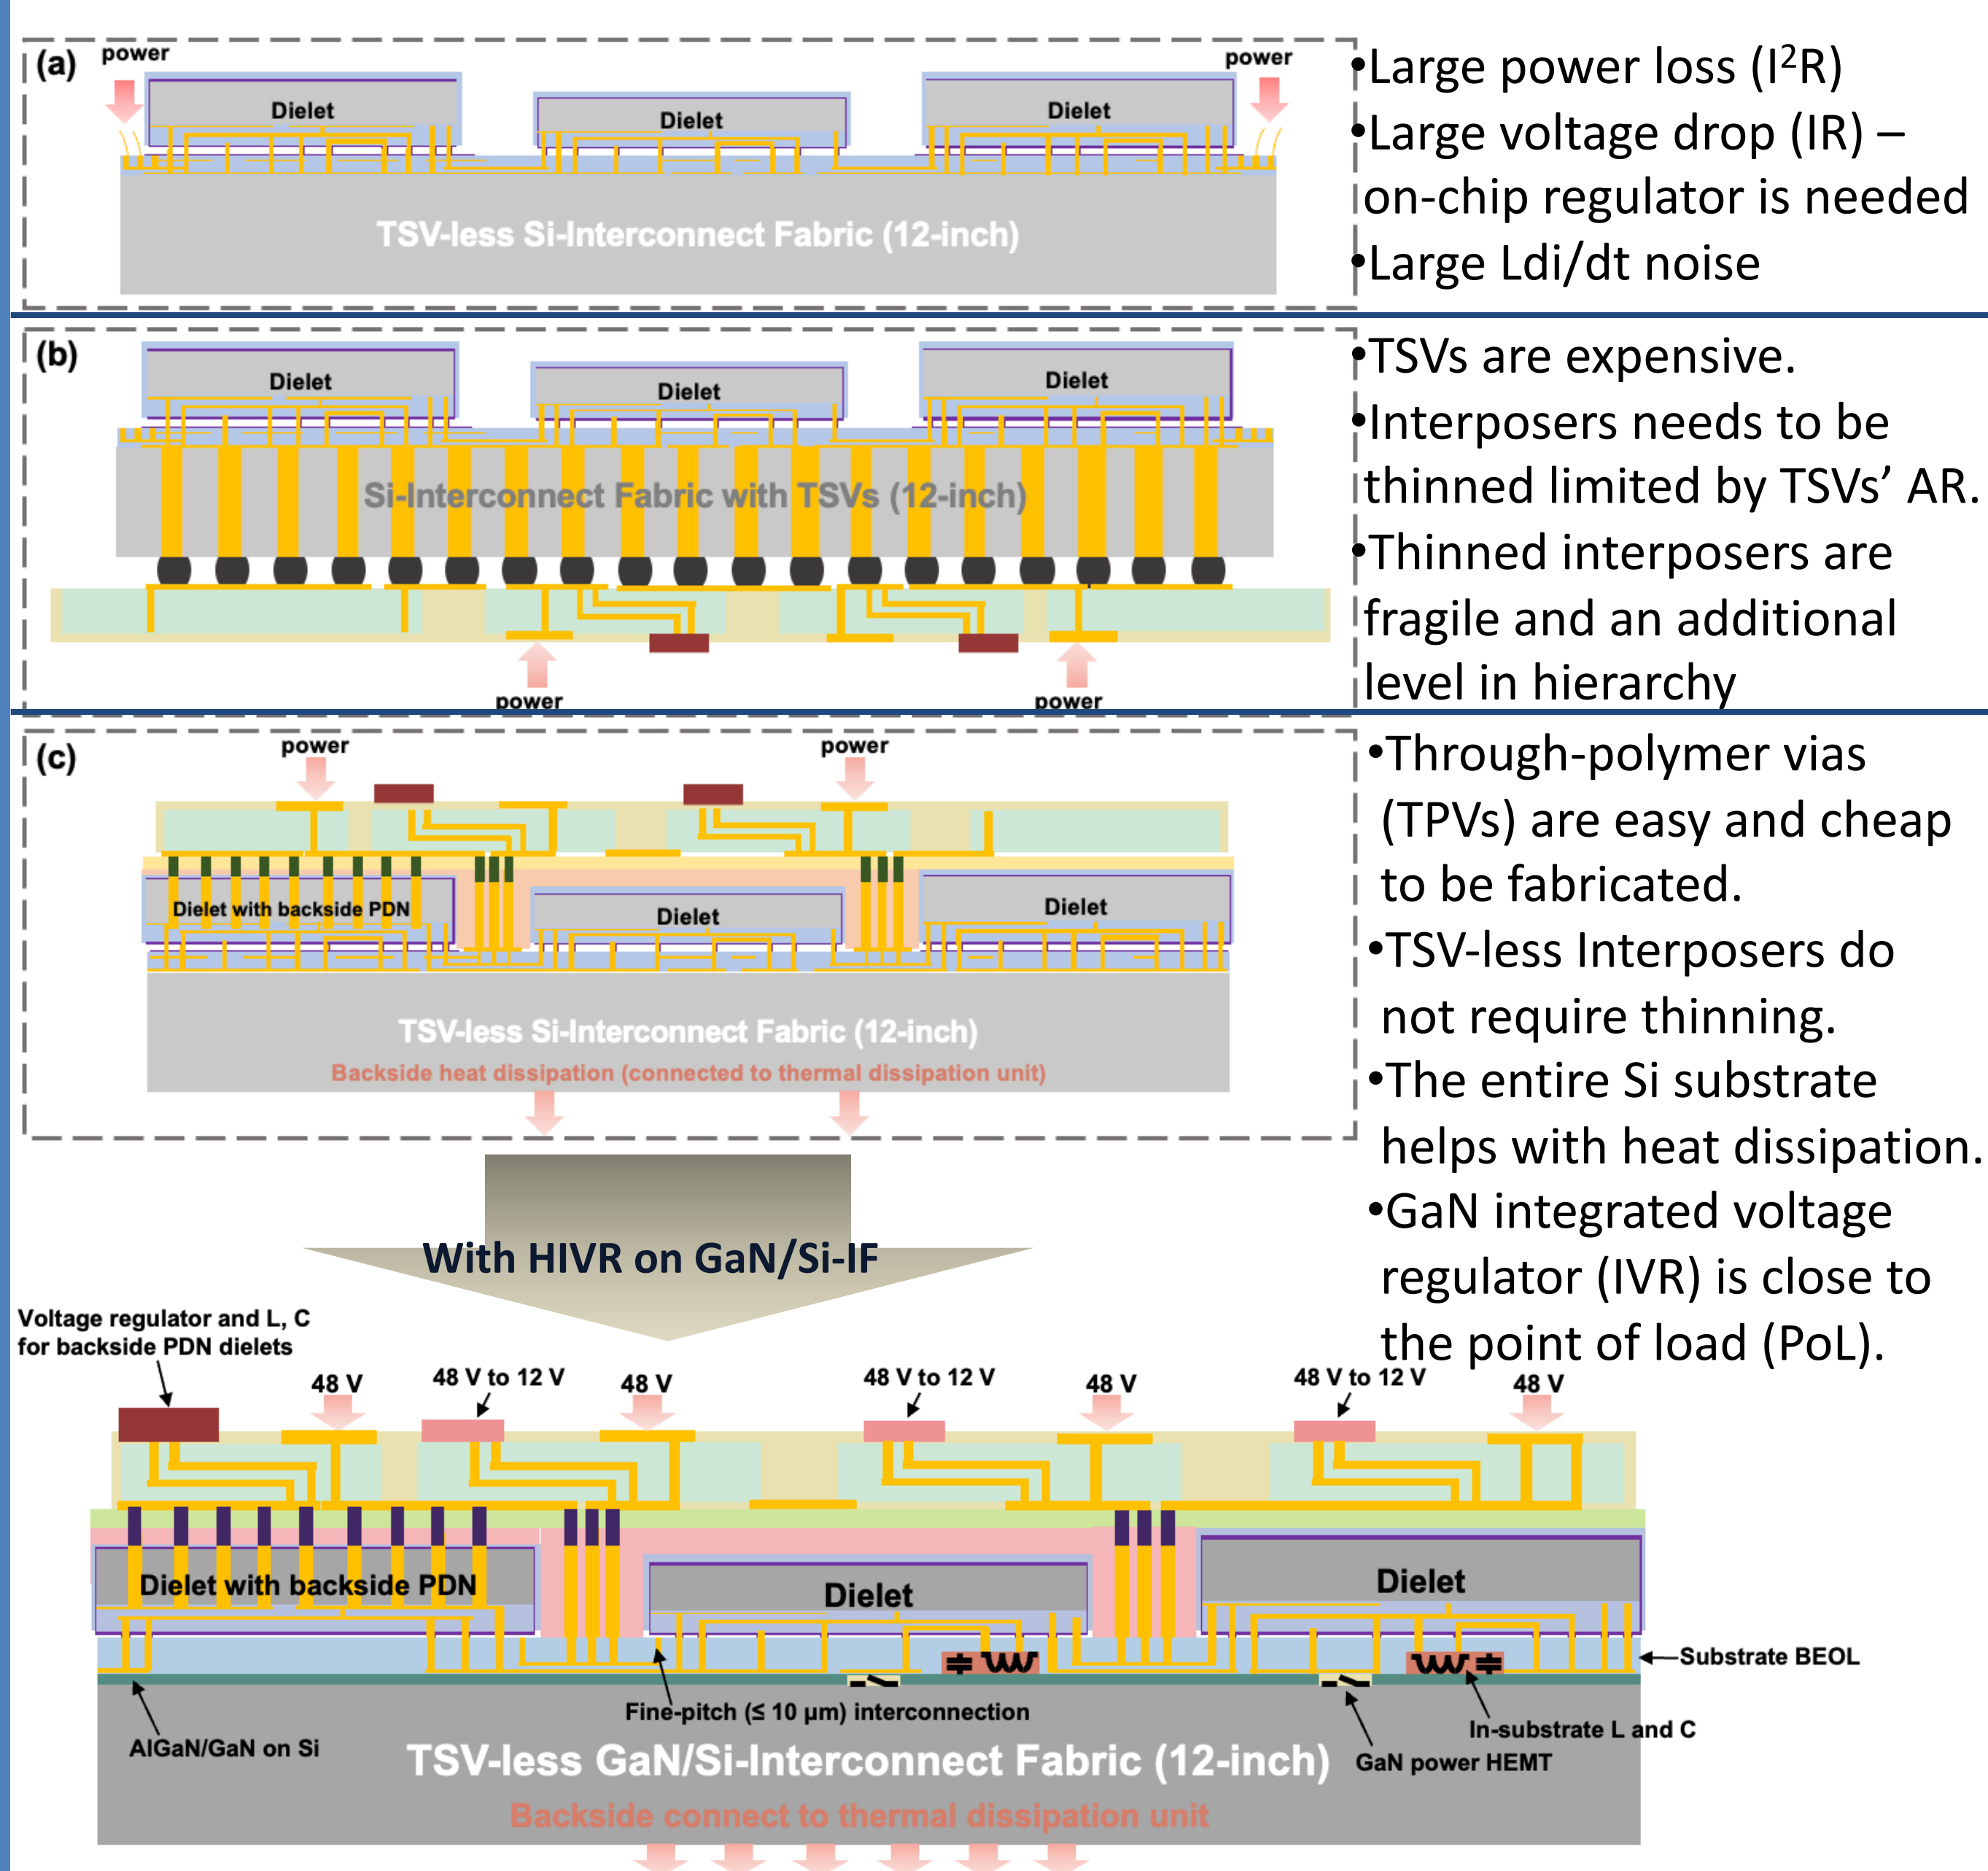 (a)
power
power
Dielet
Dielet
Dielet
TSV-less Si-Interconnect Fabric (12-inch)
•Large power loss (I²R)
•Large voltage drop (IR) –
on-chip regulator is needed
•Large Ldi/dt noise
(b)
Dielet
Dielet
Dielet
Si-Interconnect Fabric with TSVs (12-inch)
power
power
•TSVs are expensive.
•Interposers needs to be
thinned limited by TSVs’ AR.
•Thinned interposers are
fragile and an additional
level in hierarchy
(c)
power
power
Dielet with backside PDN
Dielet
Dielet
TSV-less Si-Interconnect Fabric (12-inch)
Backside heat dissipation (connected to thermal dissipation unit)
•Through-polymer vias
(TPVs) are easy and cheap
to be fabricated.
•TSV-less Interposers do
not require thinning.
•The entire Si substrate
helps with heat dissipation.
•GaN integrated voltage
regulator (IVR) is close to
the point of load (PoL).
With HIVR on GaN/Si-IF
Voltage regulator and L, C
for backside PDN dielets
48 V
48 V to 12 V
48 V
48 V to 12 V
48 V
48 V to 12 V
48 V
Dielet with backside PDN
Dielet
Dielet
Substrate BEOL
Fine-pitch (≤ 10 µm) interconnection
In-substrate L and C
AlGaN/GaN on Si
GaN power HEMT
TSV-less GaN/Si-Interconnect Fabric (12-inch)
Backside connect to thermal dissipation unit